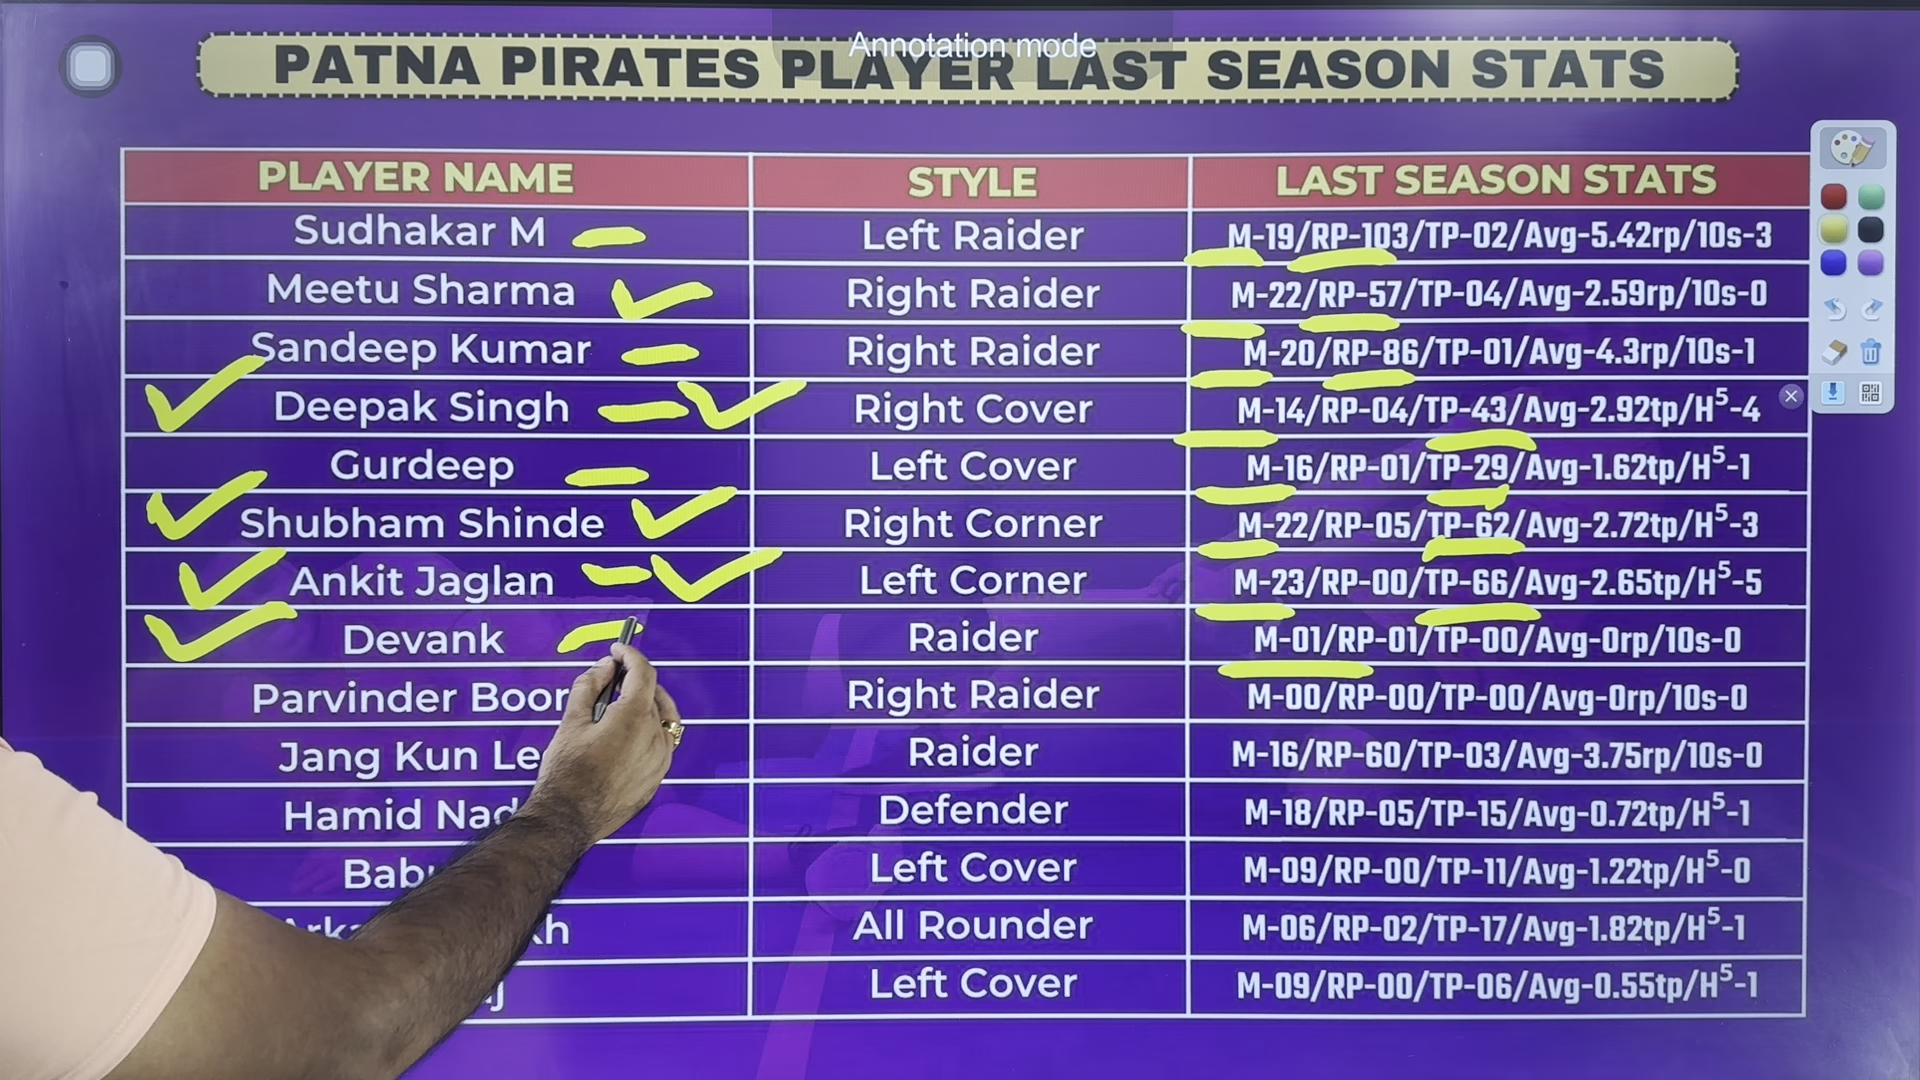 Annotation mode
PATNA PIRATES PLAYER LAST SEASON STATS
PLAYER NAME STYLE LAST SEASON STATS
Sudhakar M Left Raider M-19/RP-103/TP-02/Avg-5.42rp/10s-3
Meetu Sharma Right Raider M-22/RP-57/TP-04/Avg-2.59rp/10s-0
Sandeep Kumar Right Raider M-20/RP-86/TP-01/Avg-4.3rp/10s-1
Deepak Singh Right Cover M-14/RP-04/TP-43/Avg-2.92tp/H⁵-4
Gurdeep Left Cover M-16/RP-01/TP-29/Avg-1.62tp/H⁵-1
Shubham Shinde Right Corner M-22/RP-05/TP-62/Avg-2.72tp/H⁵-3
Ankit Jaglan Left Corner M-23/RP-00/TP-66/Avg-2.65tp/H⁵-5
Devank Raider M-01/RP-01/TP-00/Avg-0rp/10s-0
Parvinder Right Raider M-00/RP-00/TP-00/Avg-0rp/10s-0
Jang Kun Raider M-16/RP-60/TP-03/Avg-3.75rp/10s-0
Hamid Defender M-18/RP-05/TP-15/Avg-0.72tp/H⁵-1
Left Cover M-09/RP-00/TP-11/Avg-1.22tp/H⁵-0
All Rounder M-06/RP-02/TP-17/Avg-1.82tp/H⁵-1
Left Cover M-09/RP-00/TP-06/Avg-0.55tp/H⁵-1